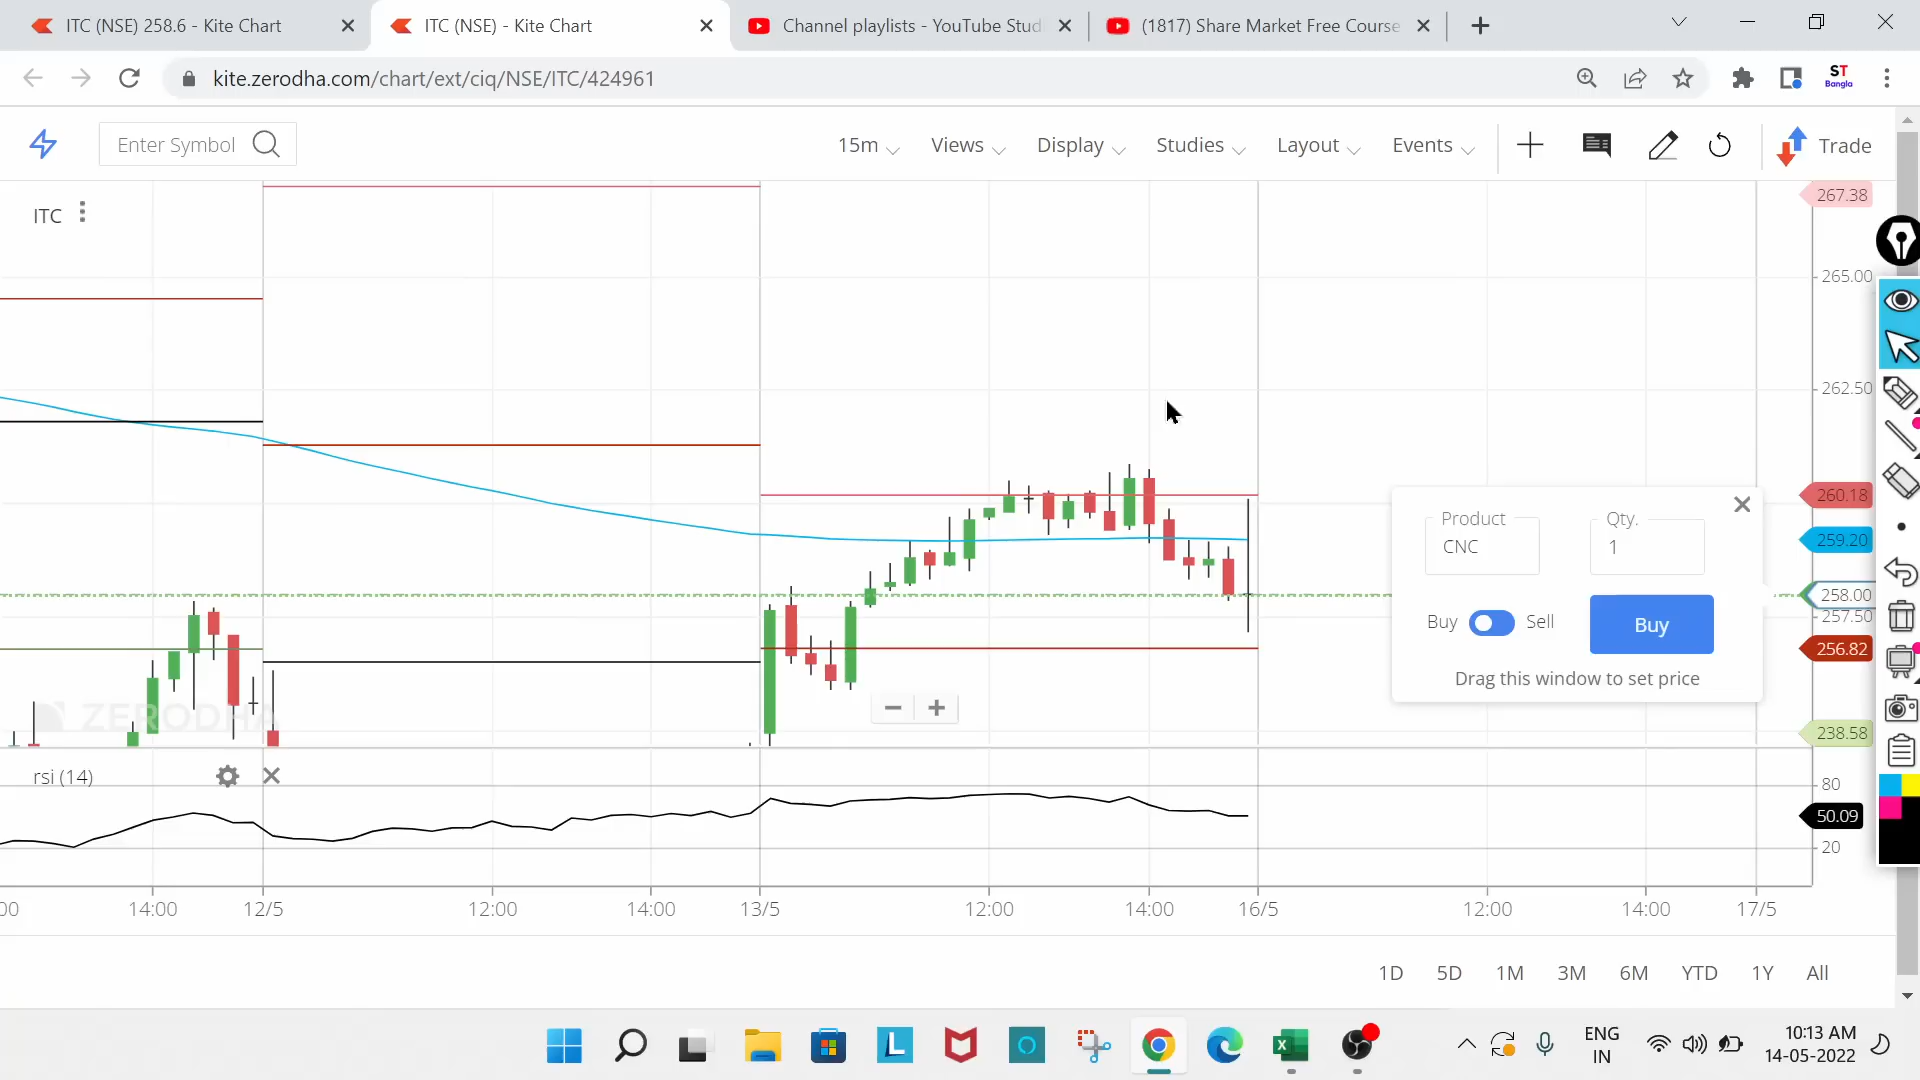 ITC (NSE) 258.6 - Kite Chart
ITC (NSE) - Kite Chart
Channel playlists - YouTube Stud
(1817) Share Market Free Course
kite.zerodha.com/chart/ext/ciq/NSE/ITC/424961
ST
Bangla
Enter Symbol
15m
Views
Display
Studies
Layout
Events
Trade
ITC
267.38
265.00
262.50
260.18
259.20
258.00
257.50
256.82
238.58
Product
CNC
Qty.
1
Buy
Sell
Buy
Drag this window to set price
ZERODHA
rsi (14)
80
50.09
20
00
14:00
12/5
12:00
14:00
13/5
12:00
14:00
16/5
12:00
14:00
17/5
1D
5D
1M
3M
6M
YTD
1Y
All
ENG
IN
10:13 AM
14-05-2022